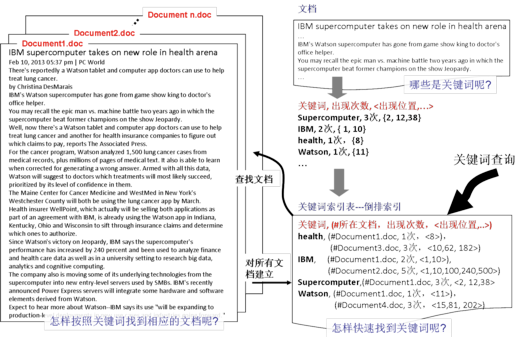 Document n.doc
Document2.doc
Document1.doc
IBM supercomputer takes on new role in health arena
Feb 10, 2013 05:37 pm | PC World
There's reportedly a Watson tablet and computer app doctors can use to help
treat lung cancer.
by Christina DesMarais
IBM's Watson supercomputer has gone from game show king to doctor's
office helper.
You may recall the epic man vs. machine battle two years ago in which the
supercomputer beat former champions on the show Jeopardy.
Well, now there's a Watson tablet and computer app doctors can use to help
treat lung cancer and another for health insurance companies to figure out
which claims to pay, reports The Associated Press.
For the cancer program, Watson analyzed 1,500 lung cancer cases from
medical records, plus millions of pages of medical text. It also is able to learn
when corrected for generating a wrong answer. Armed with all this data,
Watson will suggest to doctors which treatments will most likely succeed,
prioritized by its level of confidence in them.
The Maine Center for Cancer Medicine and WestMed in New York's
Westchester County will both be using the lung cancer app by March.
Health insurer WellPoint, which actually will be selling both applications as
part of an agreement with IBM, is already using the Watson app in Indiana,
Kentucky, Ohio and Wisconsin to sift through insurance claims and determine
which ones to authorize.
Since Watson's victory on Jeopardy, IBM says the supercomputer's
performance has increased by 240 percent and been used to analyze finance
and health care data as well as in a university setting to research big data,
analytics and cognitive computing.
The company also is moving some of its underlying technologies from the
supercomputer into new entry-level servers used by SMBs. IBM's recently
announced Power Express servers will integrate some hardware and software
elements derived from Watson.
Expect to hear more about Watson--IBM says its use "will be expanding to
production-l
怎样按照关键词找到相应的文档呢?
查找文档
对所有文
档建立
文档
IBM supercomputer takes on new role in health arena
...
IBM's Watson supercomputer has gone from game show king to doctor's
office helper.
You may recall the epic man vs. machine battle two years ago in which the
supercomputer beat former champions on the show Jeopardy.
...
哪些是关键词呢?
关键词, 出现次数, <出现位置,...>
Supercomputer, 3次, {2, 12,38}
IBM, 2次, { 1, 10}
health, 1次, {8}
Watson, 1次, {11}
...
关键词查询
关键词索引表---倒排索引
关键词, (#所在文档, 出现次数, <出现位置,..>)
health, (#Document1.doc, 1次, <8>),
(#Document3.doc, 3次, <10,62, 182>)
IBM, (#Document1.doc, 2次, <1,10>),
(#Document2.doc, 5次, <1,10,100,240,500>)
Supercomputer,(#Document1.doc, 3次, <2, 12,38>
Watson, (#Document1.doc, 1次, <11>),
(#Document4.doc, 3次, <15,81, 202>)
怎样快速找到关键词呢?